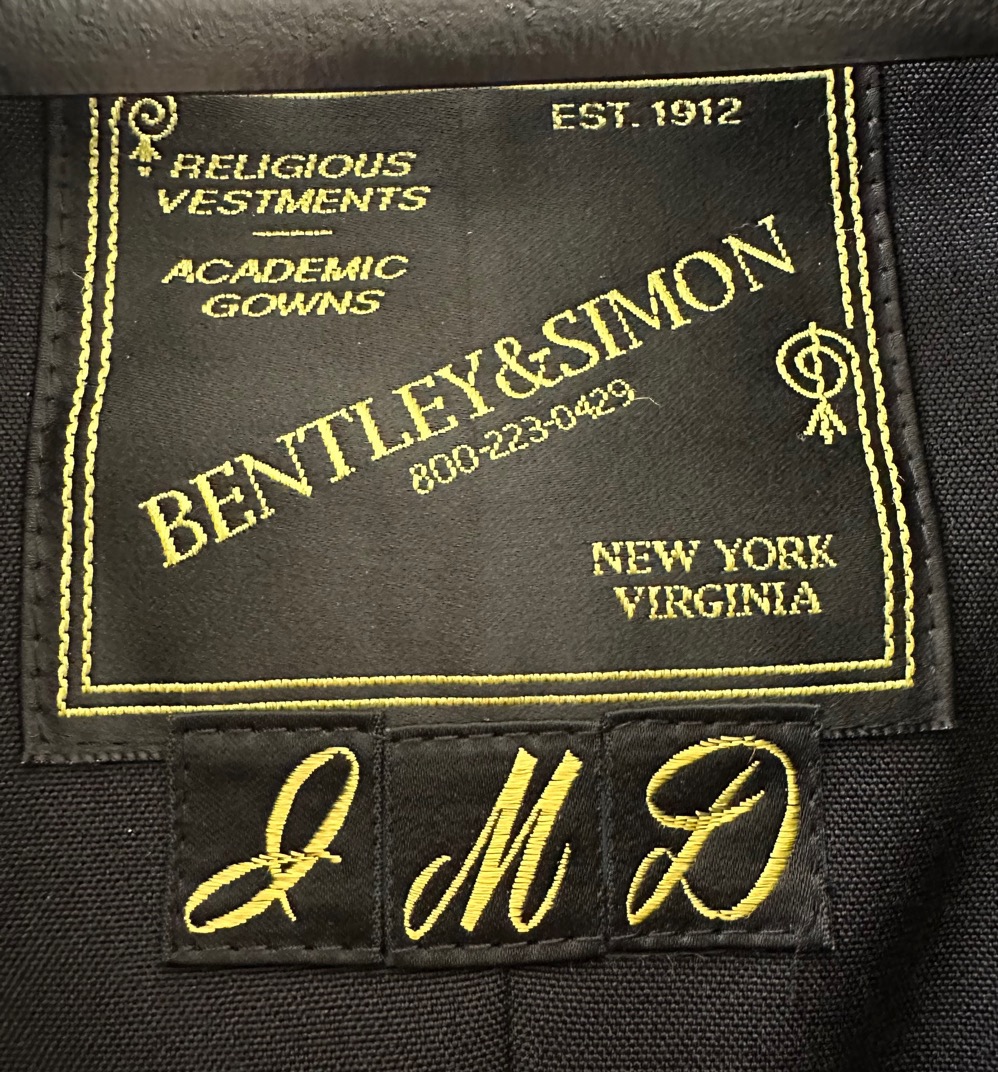 EST. 1912
RELIGIOUS
VESTMENTS
ACADEMIC
GOWNS
BENTLEY&SIMON
800-223-0429
NEW YORK
VIRGINIA
J M D